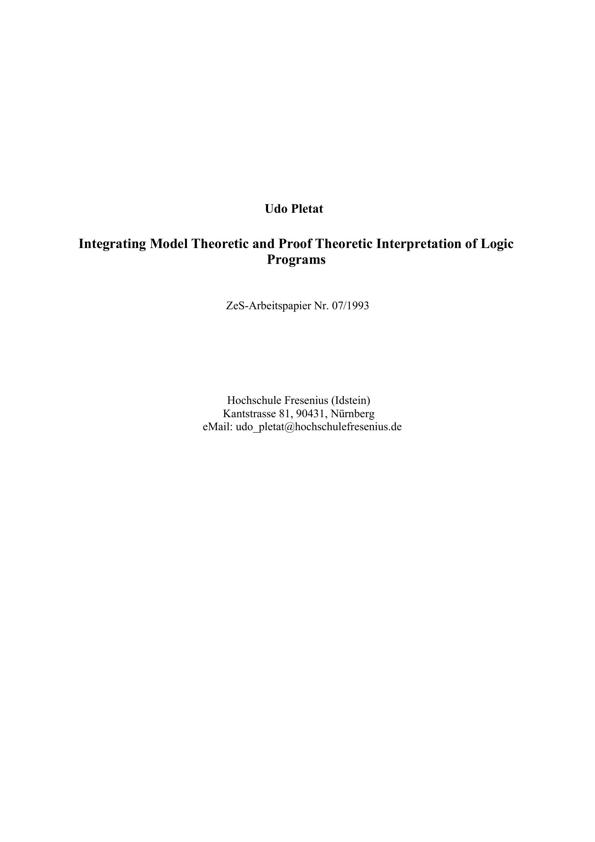 Udo Pletat
Integrating Model Theoretic and Proof Theoretic Interpretation of Logic
Programs
ZeS-Arbeitspapier Nr. 07/1993
Hochschule Fresenius (Idstein)
Kantstrasse 81, 90431, Nürnberg
eMail: udo_pletat@hochschulefresenius.de